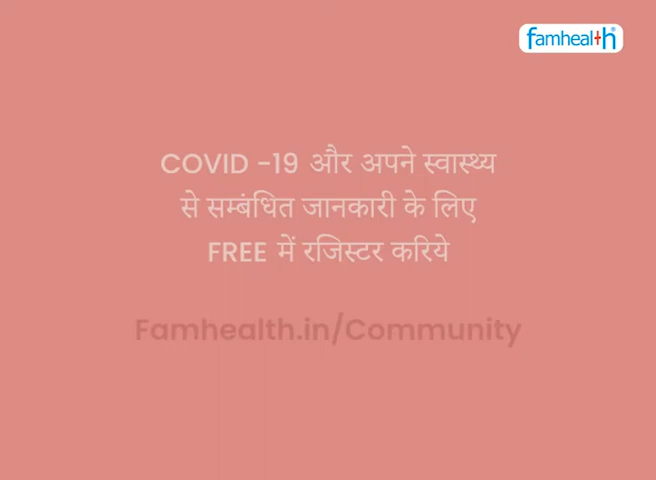 famhealth
COVID -19 और अपने स्वास्थ्य
से सम्बंधित जानकारी के लिए
FREE में रजिस्टर करिये
Famhealth.in/Community